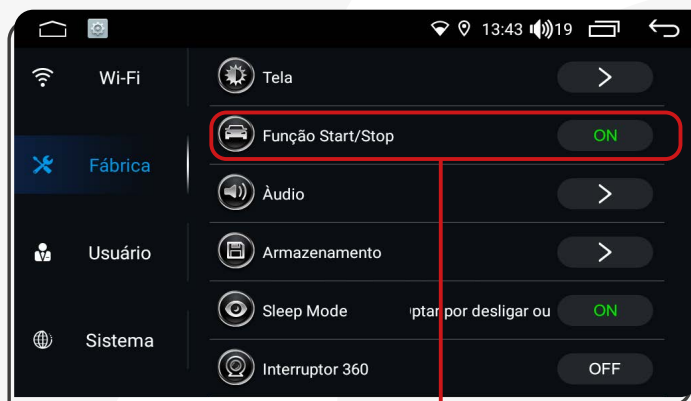 13:43 19
Wi-Fi
Tela
Função Start/Stop ON
Fábrica
Àudio
Usuário
Armazenamento
Sleep Mode ptar por desligar ou ON
Sistema
Interruptor 360 OFF